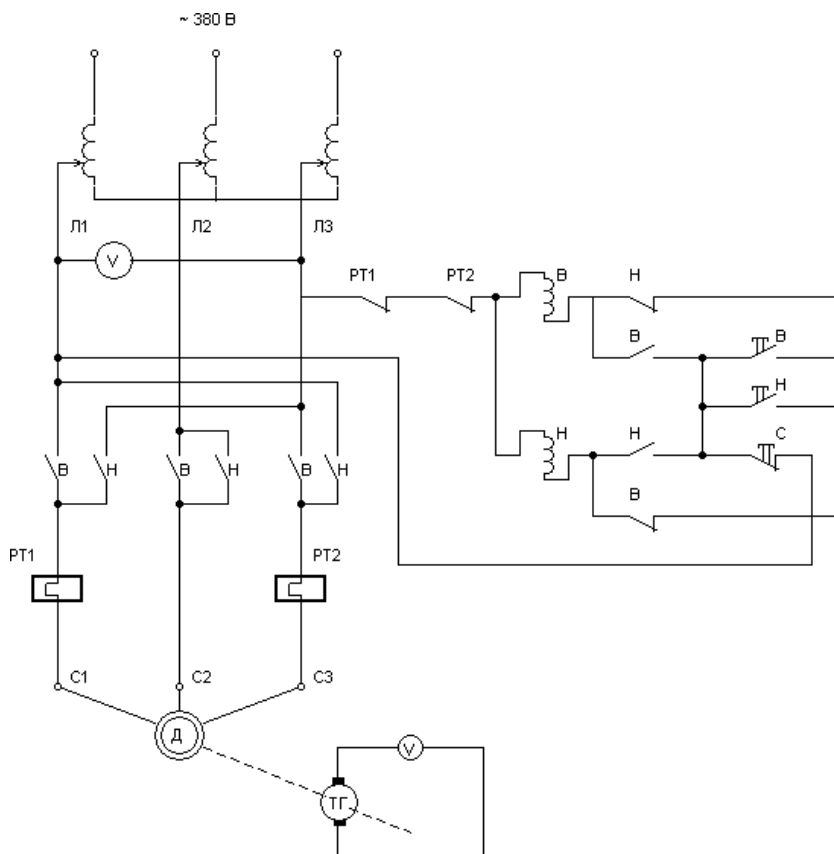 ~ 380 В
Л1 Л2 Л3
V
РТ1 РТ2 В Н
В В
Н
Н Н С
В Н В Н В Н
В
РТ1 РТ2
С1 С2 С3
Д
V
ТГ